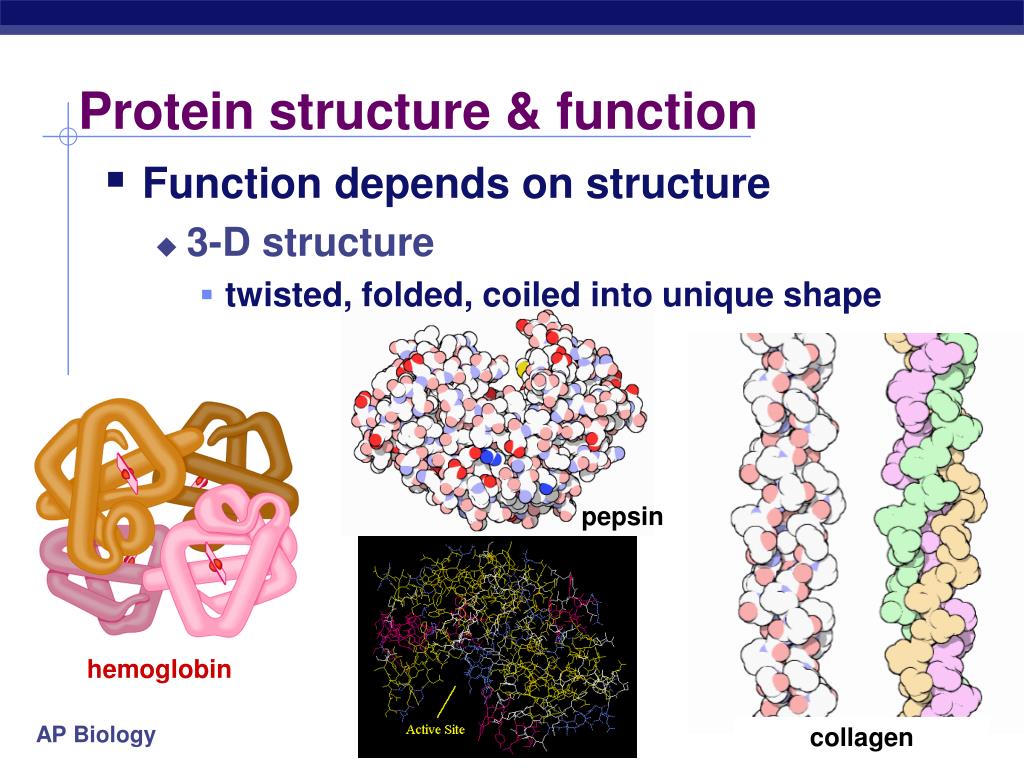 Protein structure & function
Function depends on structure
3-D structure
twisted, folded, coiled into unique shape
pepsin
hemoglobin
Active Site
AP Biology
collagen